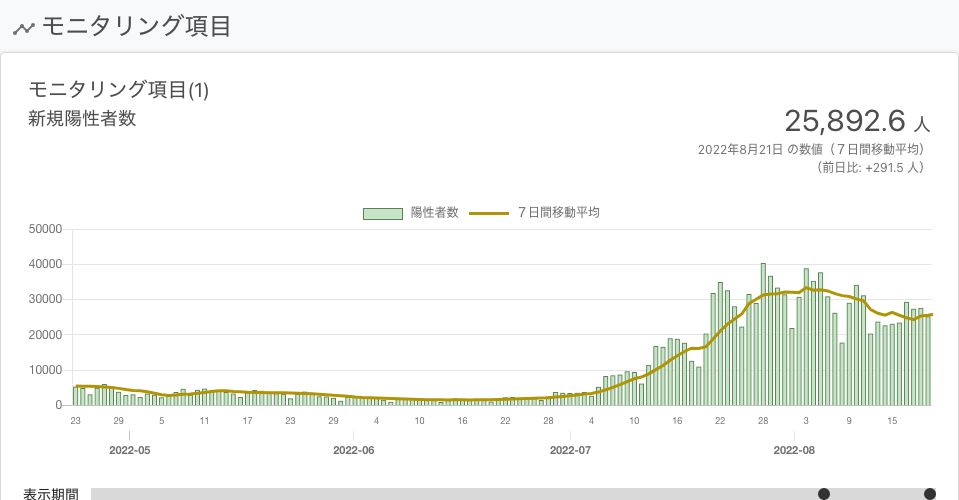 モニタリング項目
モニタリング項目(1)
新規陽性者数
25,892.6 人
2022年8月21日 の数値（７日間移動平均）
（前日比: +291.5 人）
陽性者数 ７日間移動平均
50000
40000
30000
20000
10000
0
23 29 5 11 17 23 29 4 10 16 22 28 4 10 16 22 28 3 9 15
2022-05 2022-06 2022-07 2022-08
表示期間